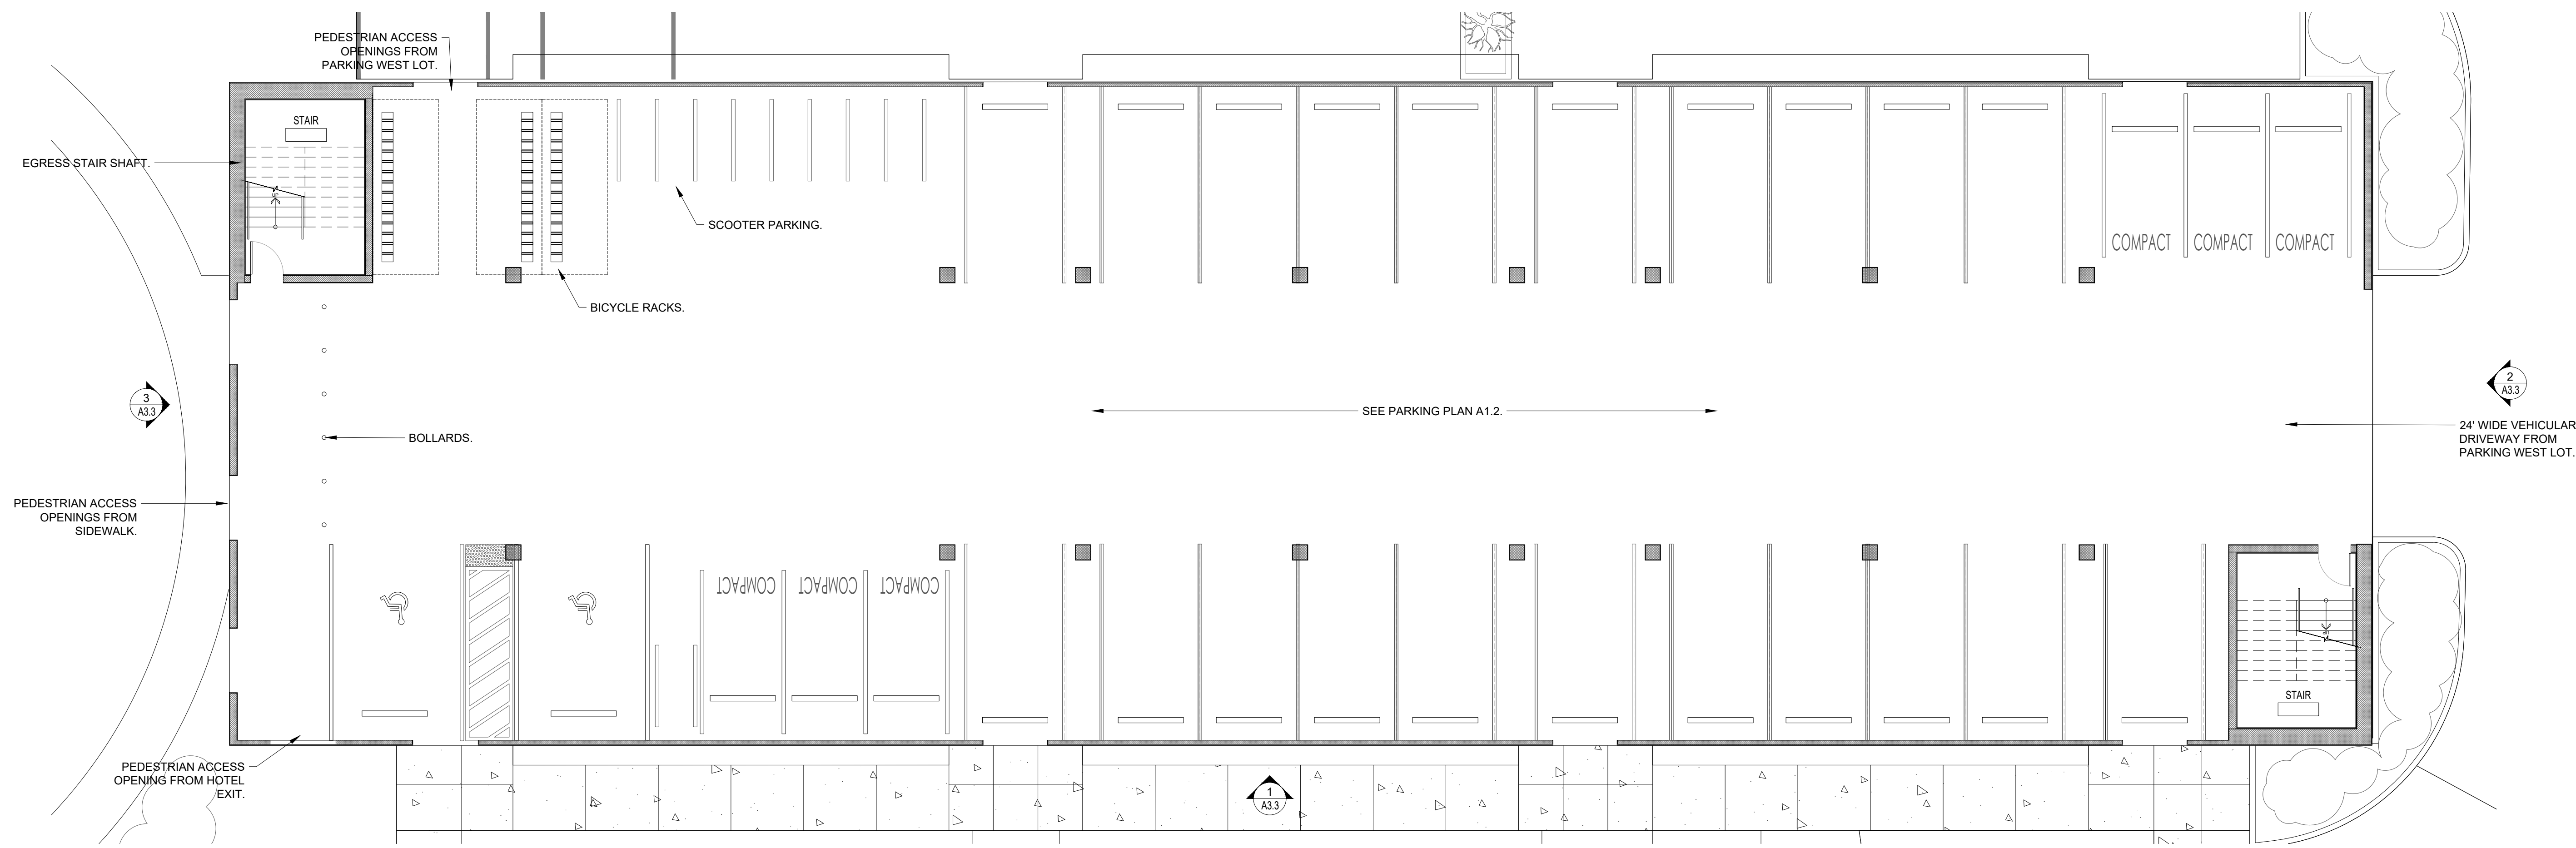 PEDESTRIAN ACCESS
OPENINGS FROM
PARKING WEST LOT.
STAIR
EGRESS STAIR SHAFT.
UP
SCOOTER PARKING.
BICYCLE RACKS.
COMPACT
COMPACT
COMPACT
3
A3.3
2
A3.3
SEE PARKING PLAN A1.2.
BOLLARDS.
24' WIDE VEHICULAR
DRIVEWAY FROM
PARKING WEST LOT.
PEDESTRIAN ACCESS
OPENINGS FROM
SIDEWALK.
COMPACT
COMPACT
COMPACT
UP
STAIR
PEDESTRIAN ACCESS
OPENING FROM HOTEL
EXIT.
1
A3.3